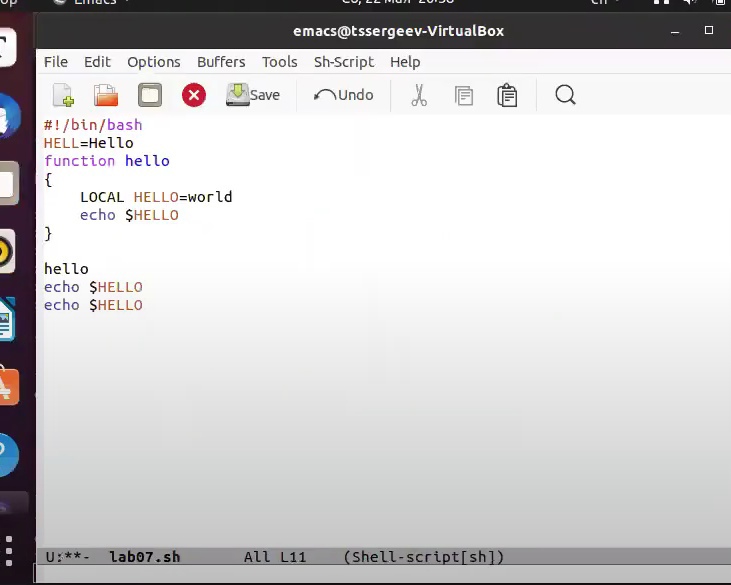 emacs@tssergeev-VirtualBox
File Edit Options Buffers Tools Sh-Script Help
Save Undo
#!/bin/bash
HELL=Hello
function hello
{
    LOCAL HELLO=world
    echo $HELLO
}
hello
echo $HELLO
echo $HELLO
U:**-  lab07.sh       All L11    (Shell-script[sh])